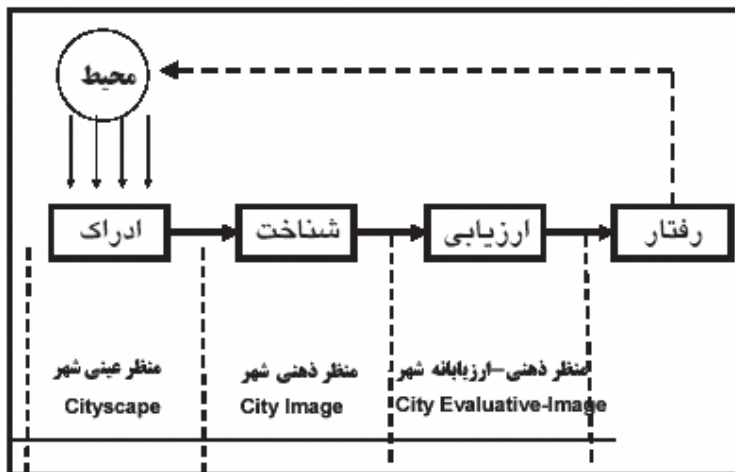 محیط
ادراک
شناخت
ارزیابی
رفتار
منظر عینی شهر
Cityscape
منظر ذهنی شهر
City Image
منظر ذهنی-ارزیابانه شهر
City Evaluative-Image